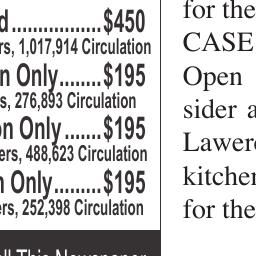 d..................$450
rs, 1,017,914 Circulation
n Only........$195
s, 276,893 Circulation
on Only.......$195
ers, 488,623 Circulation
n Only.........$195
ers, 252,398 Circulation
ll This Newspaper
for the
CASE
Open
sider a
Lawere
kitchen
for the